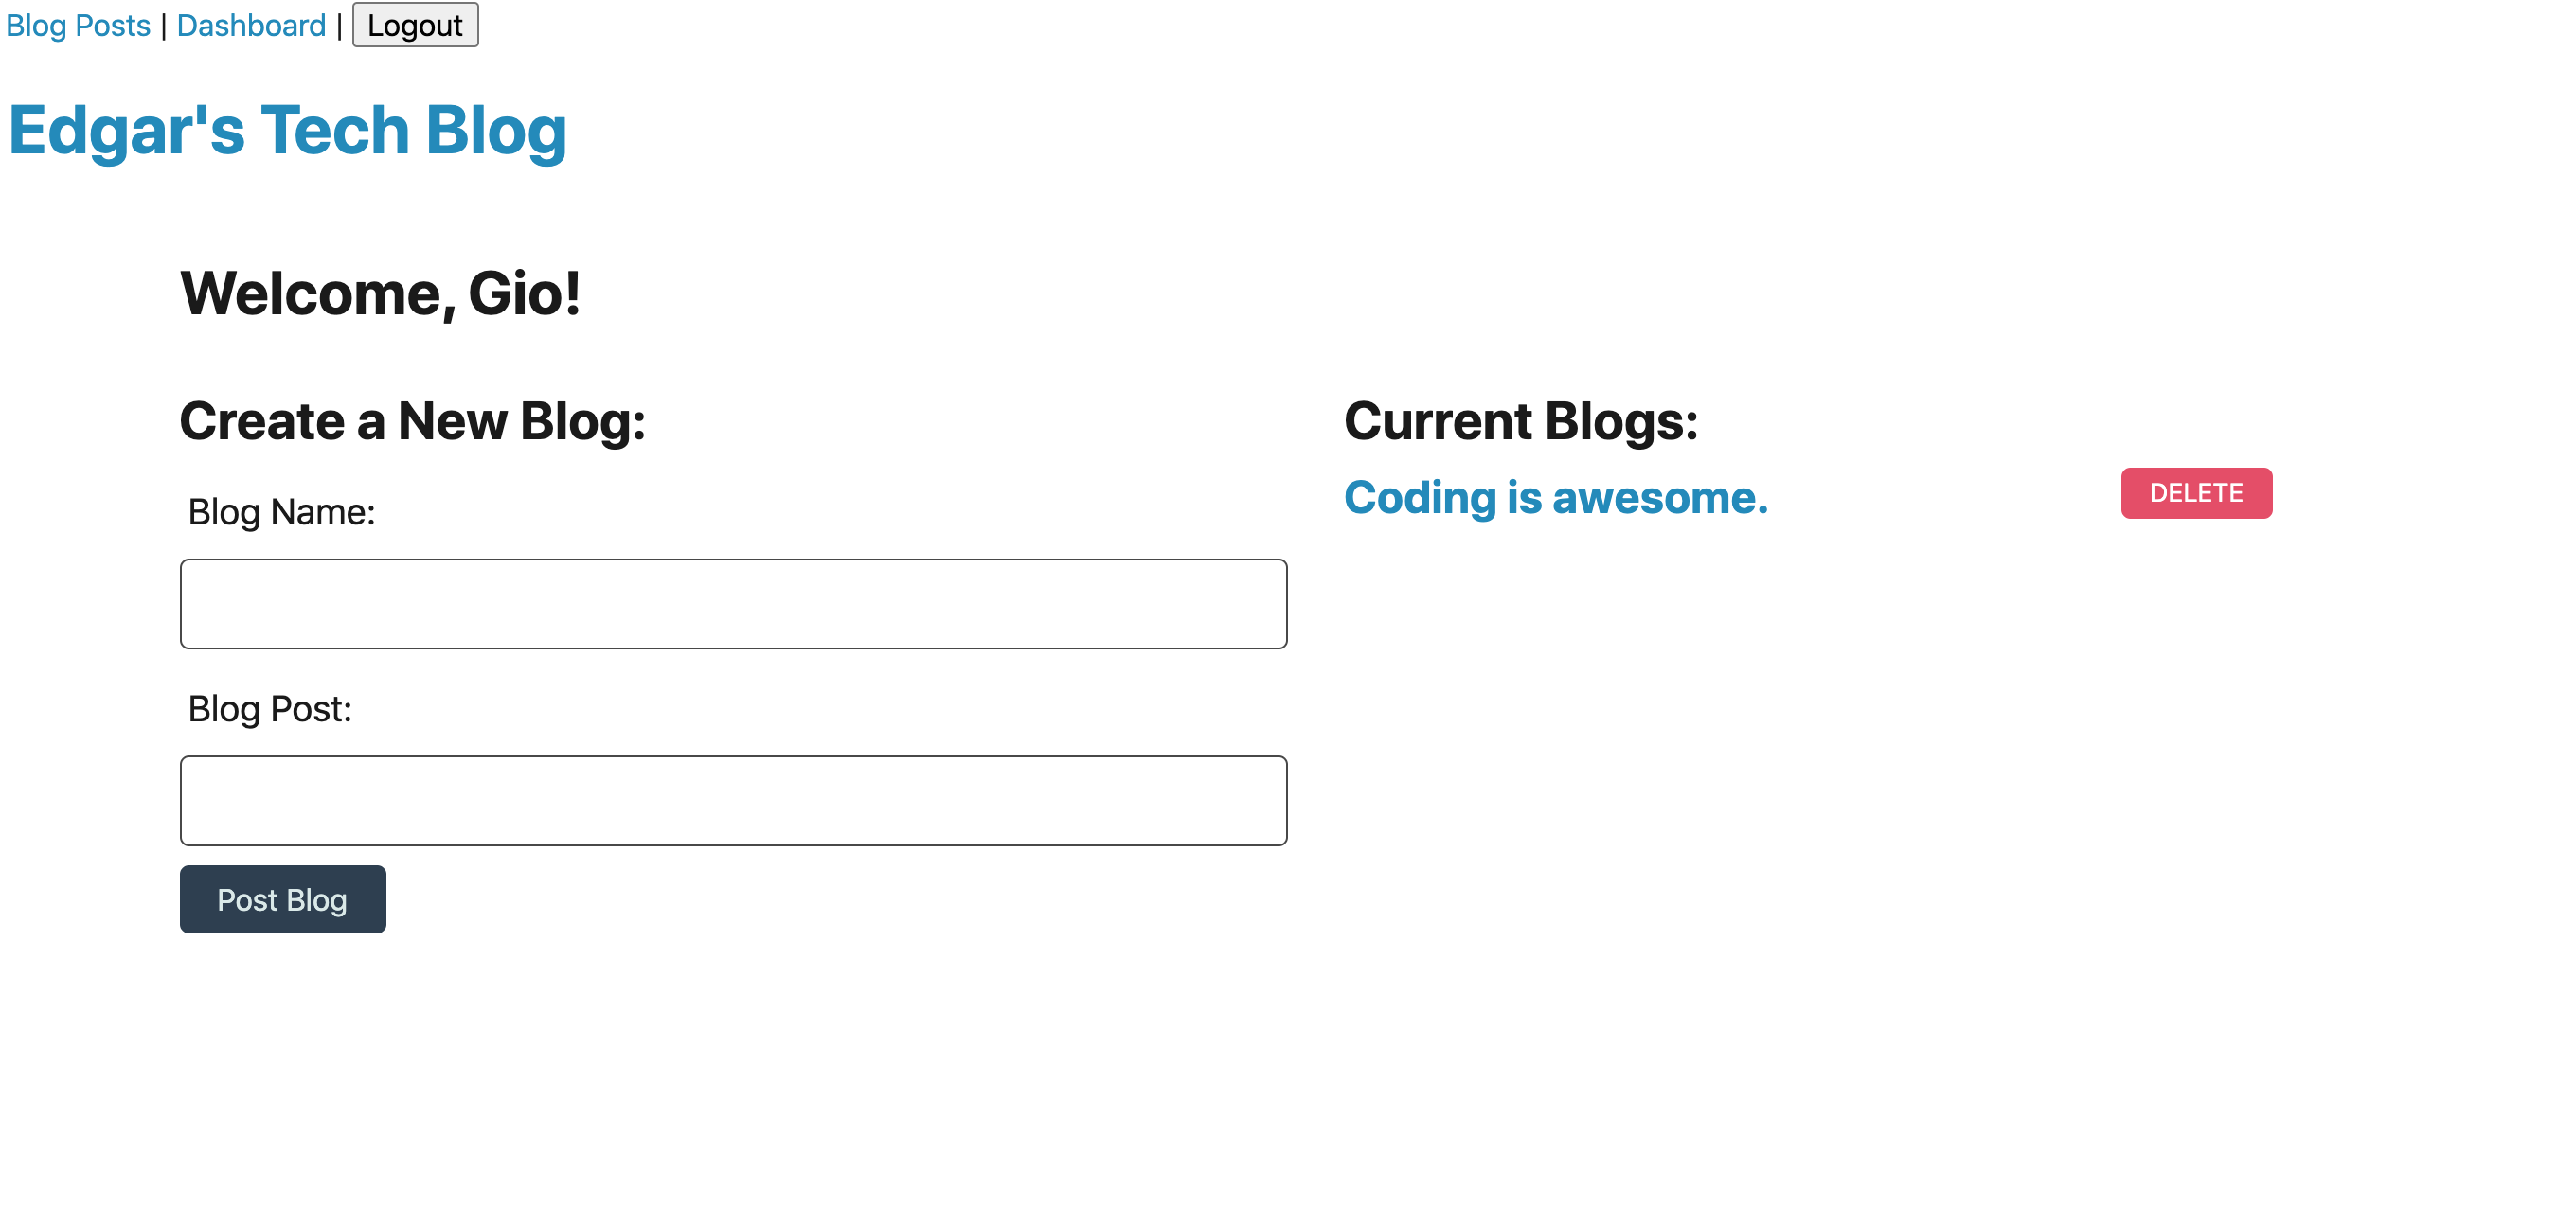 Blog Posts | Dashboard | Logout
Edgar's Tech Blog
Welcome, Gio!
Create a New Blog:
Blog Name:
Blog Post:
Post Blog
Current Blogs:
Coding is awesome. DELETE